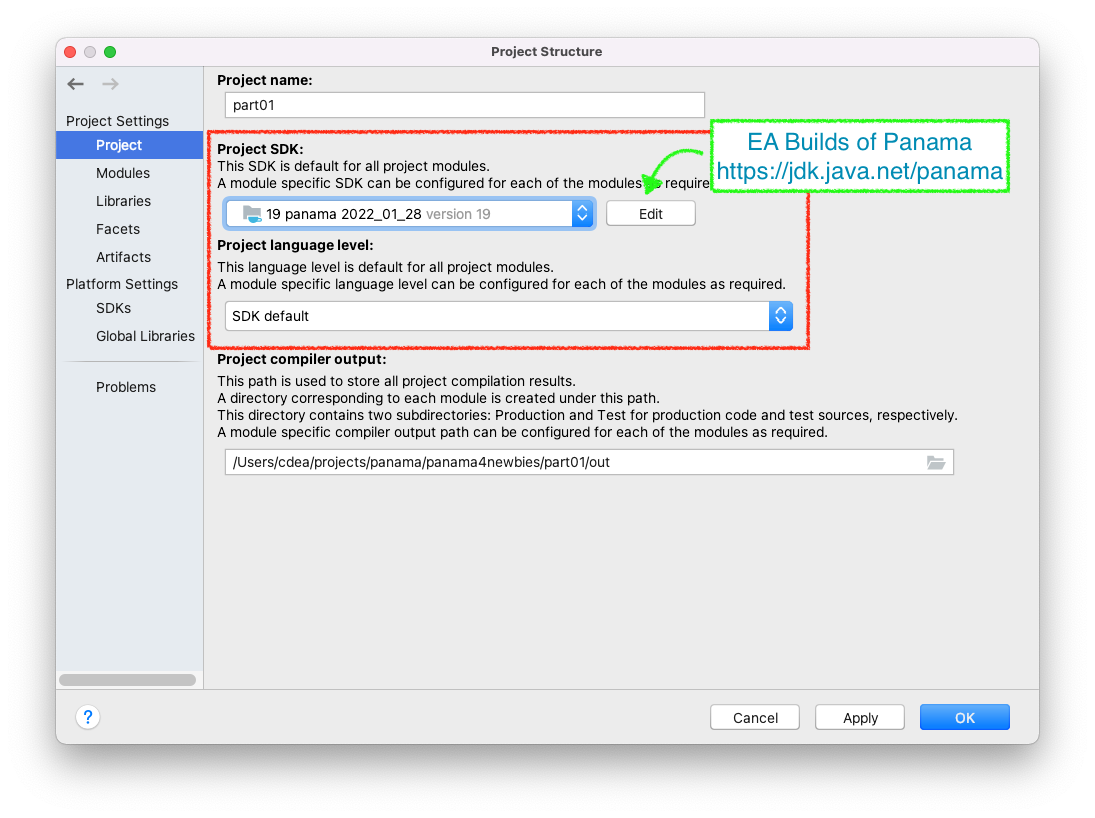 Project Structure
Project Settings
Project
Modules
Libraries
Facets
Artifacts
Platform Settings
SDKs
Global Libraries
Problems
Project name:
part01
Project SDK:
This SDK is default for all project modules.
A module specific SDK can be configured for each of the modules as require
EA Builds of Panama
https://jdk.java.net/panama
19 panama 2022_01_28 version 19
Edit
Project language level:
This language level is default for all project modules.
A module specific language level can be configured for each of the modules as required.
SDK default
Project compiler output:
This path is used to store all project compilation results.
A directory corresponding to each module is created under this path.
This directory contains two subdirectories: Production and Test for production code and test sources, respectively.
A module specific compiler output path can be configured for each of the modules as required.
/Users/cdea/projects/panama/panama4newbies/part01/out
?
Cancel
Apply
OK